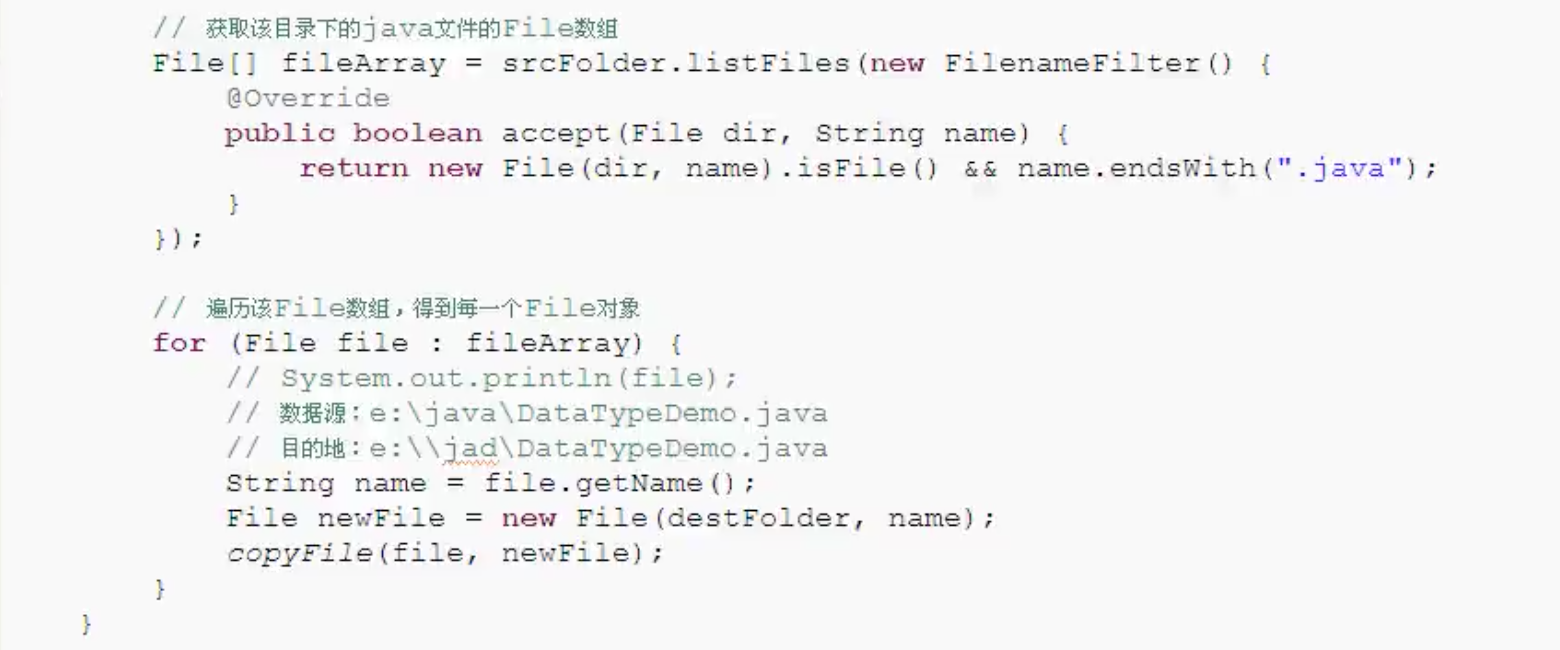 // 获取该目录下的java文件的File数组
File[] fileArray = srcFolder.listFiles(new FilenameFilter() {
@Override
public boolean accept(File dir, String name) {
return new File(dir, name).isFile() && name.endsWith(".java");
}
});
// 遍历该File数组,得到每一个File对象
for (File file : fileArray) {
// System.out.println(file);
// 数据源:e:\java\DataTypeDemo.java
// 目的地:e:\\jad\DataTypeDemo.java
String name = file.getName();
File newFile = new File(destFolder, name);
copyFile(file, newFile);
}
}